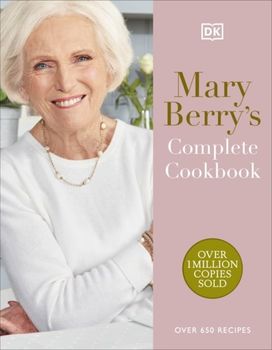 DK
Mary
Berry's
Complete
Cookbook
OVER
1 MILLION
COPIES
SOLD
OVER 650 RECIPES